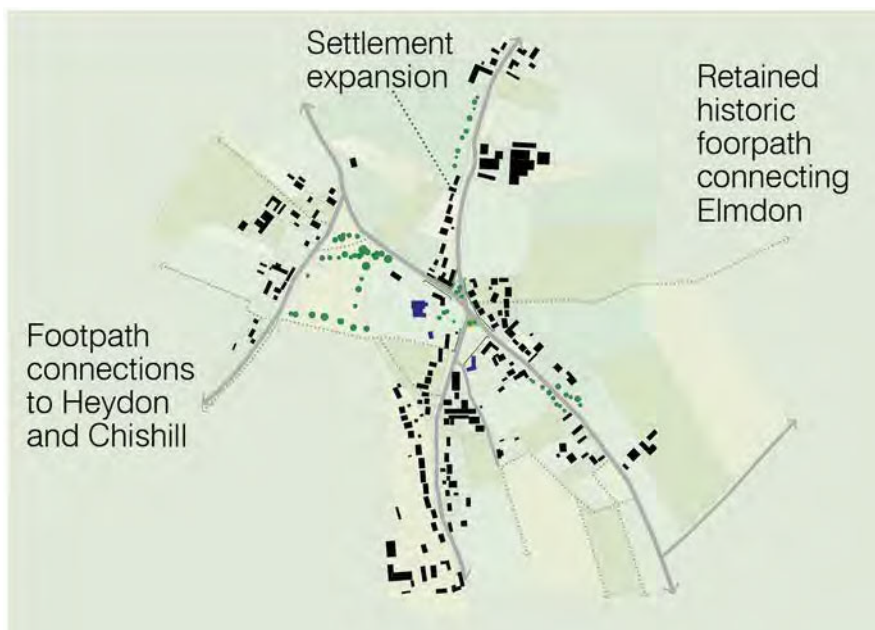 Settlement
expansion
Retained
historic
foorpath
connecting
Elmdon
Footpath
connections
to Heydon
and Chishill